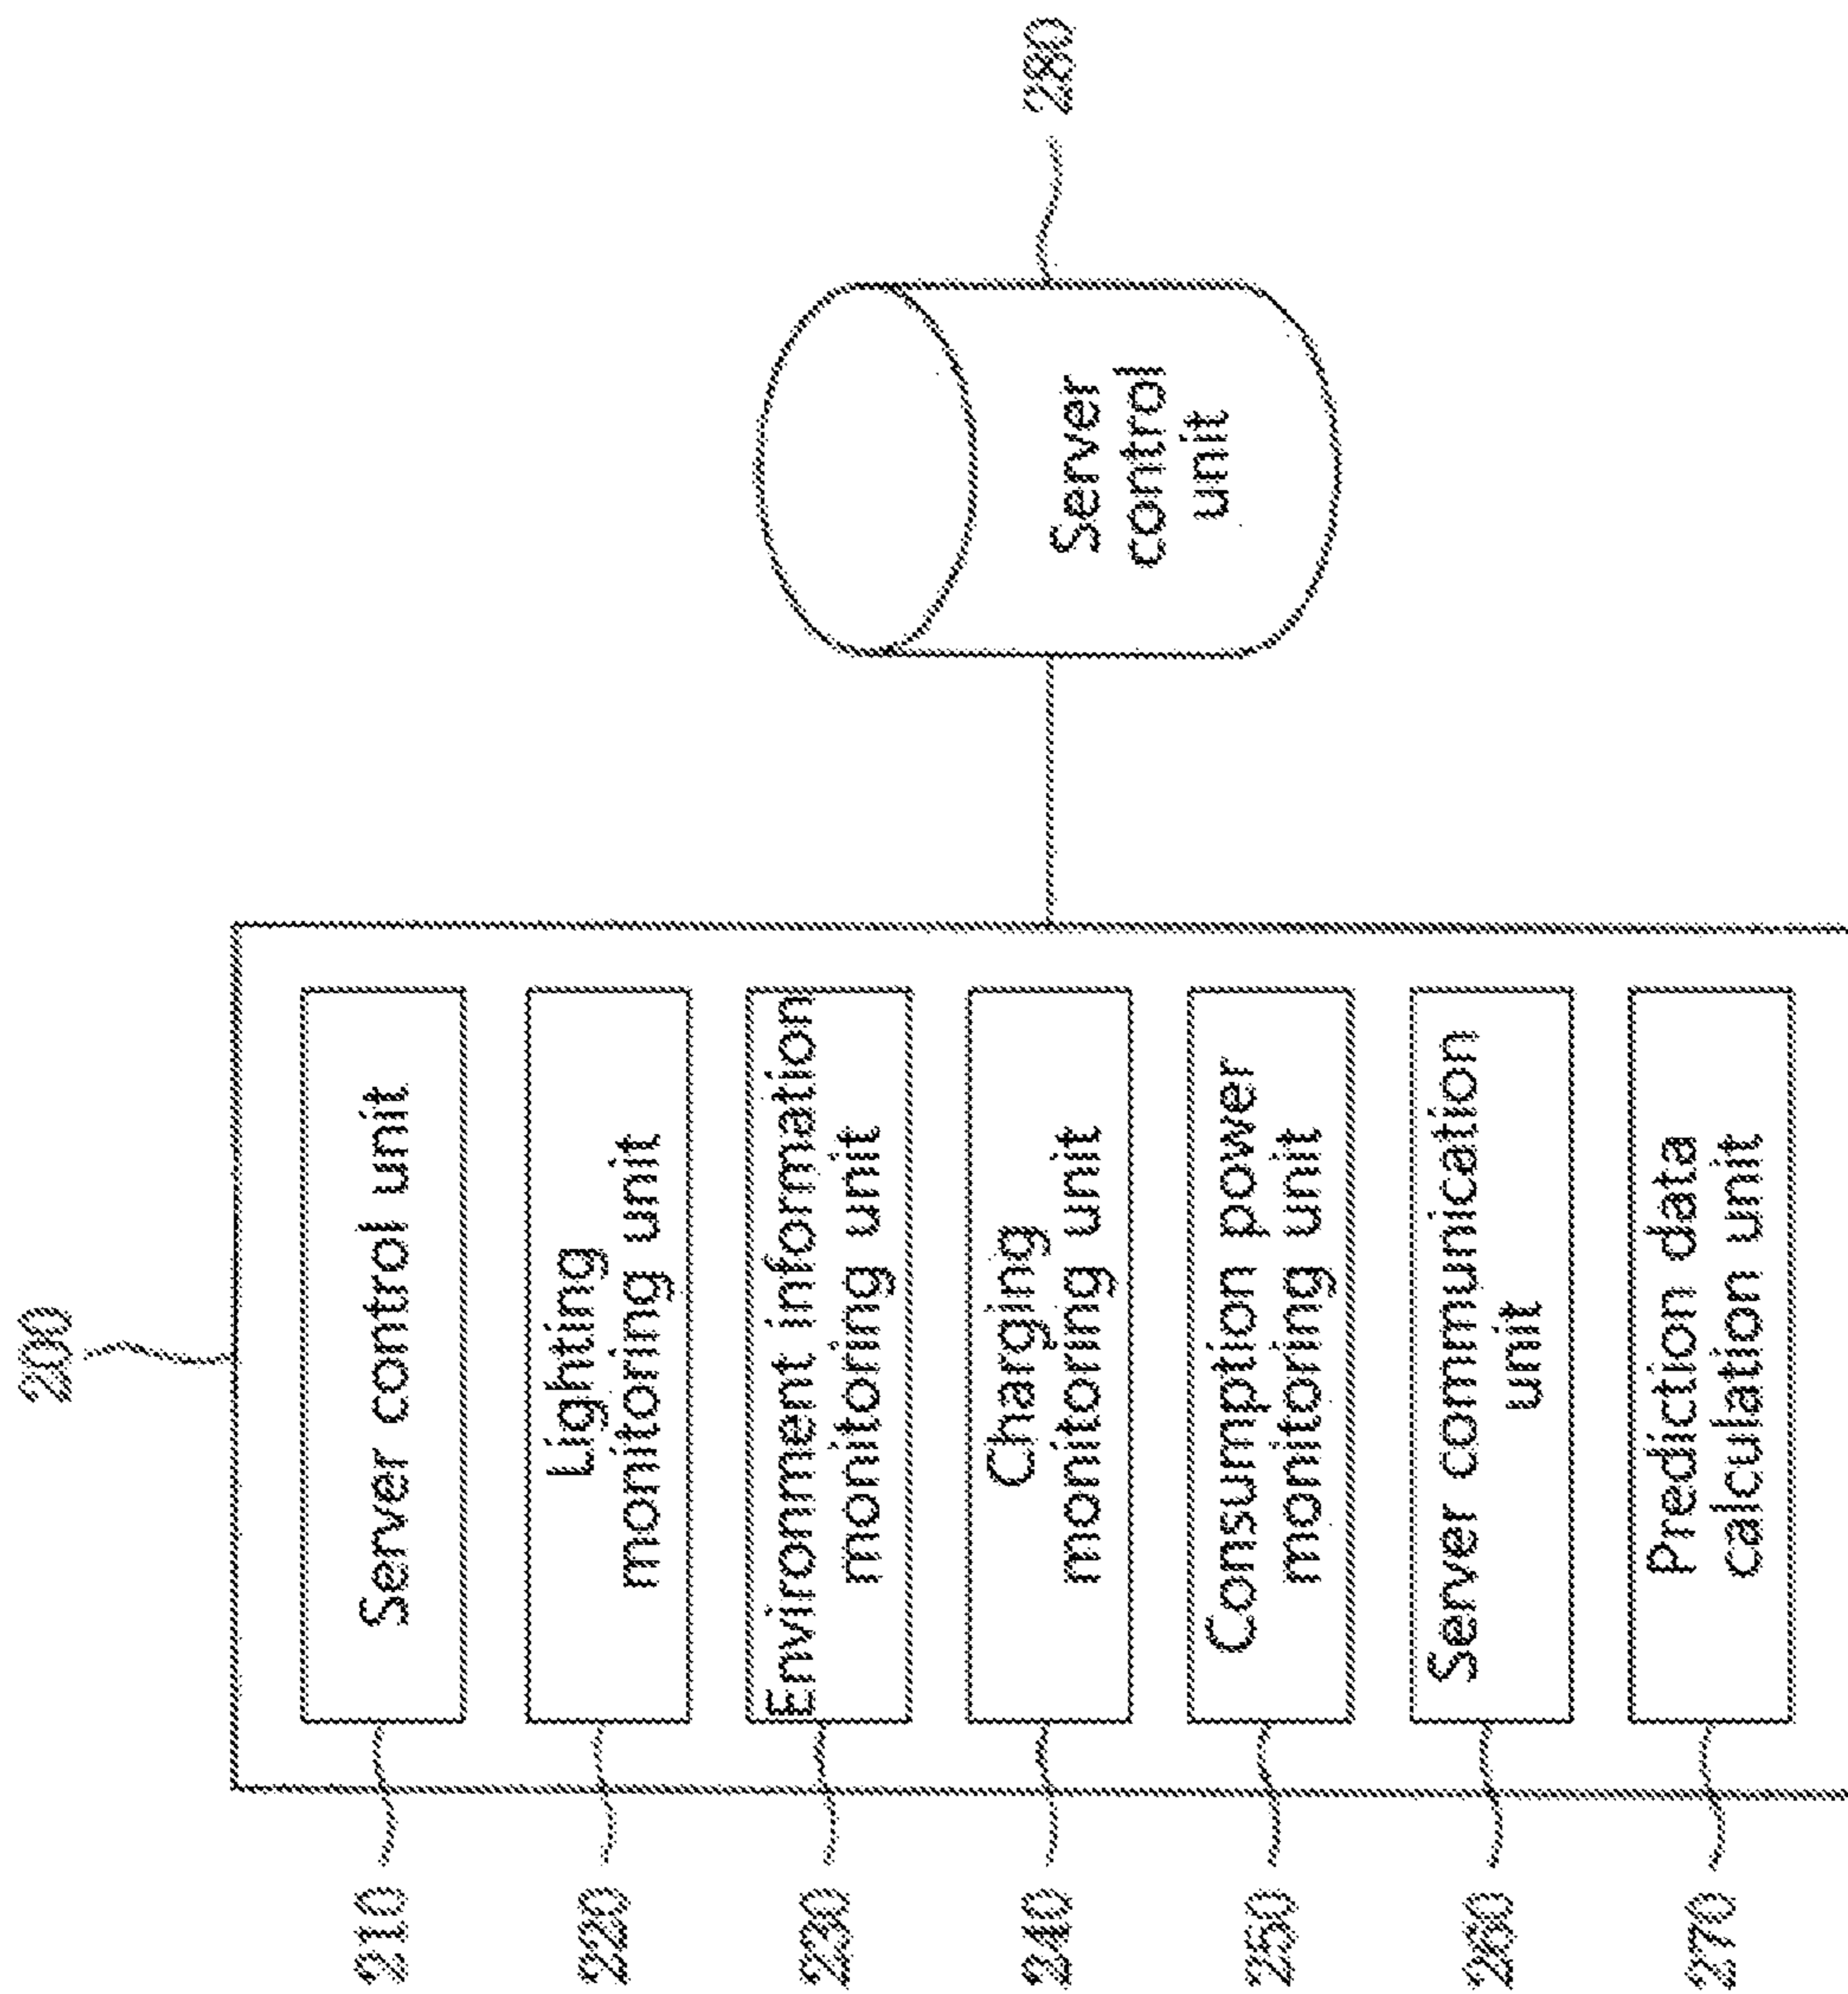 200
210
Server control unit
220
Lighting
monitoring unit
230
Environment information
monitoring unit
240
Charging
monitoring unit
250
Consumption power
monitoring unit
260
Server communication
unit
270
Prediction data
calculation unit
Server
control
unit
280